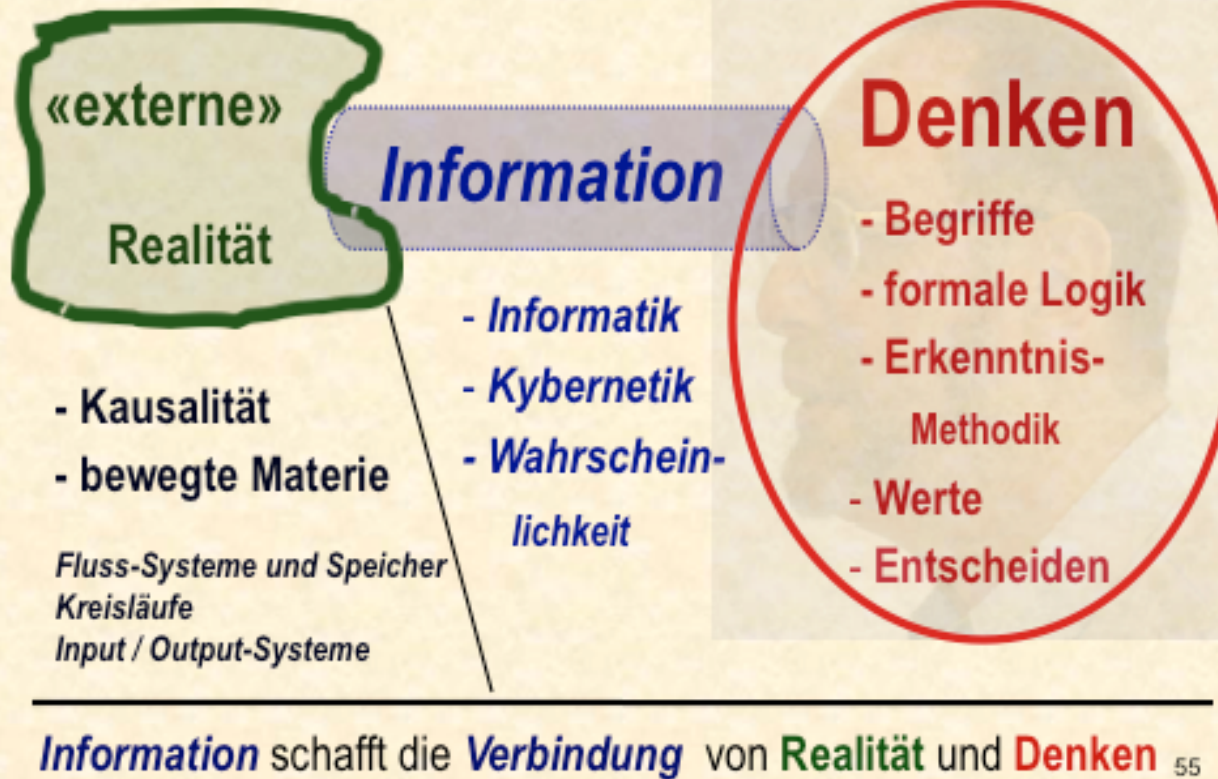 «externe»
Realität
- Kausalität
- bewegte Materie
Fluss-Systeme und Speicher
Kreisläufe
Input / Output-Systeme
Information
- Informatik
- Kybernetik
- Wahrschein-
lichkeit
Denken
- Begriffe
- formale Logik
- Erkenntnis-
Methodik
- Werte
- Entscheiden
Information schafft die Verbindung von Realität und Denken 55